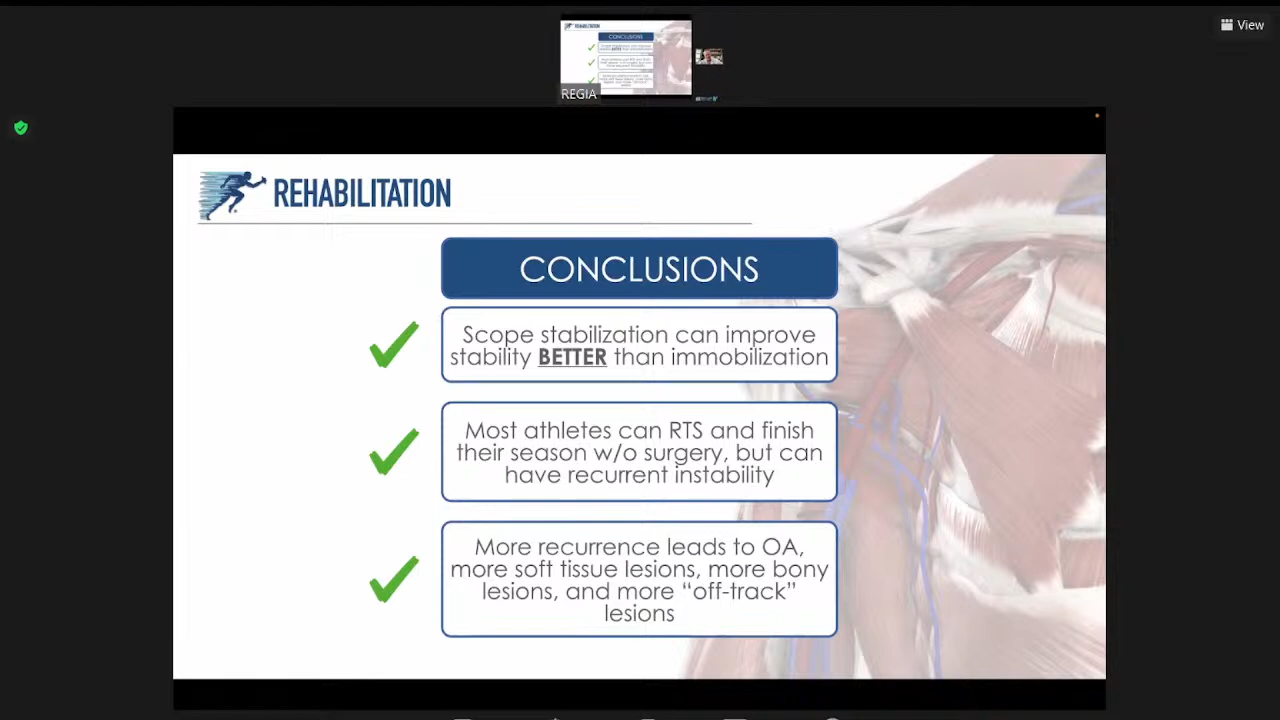 View
REGIA
REHABILITATION
CONCLUSIONS
Scope stabilization can improve
stability BETTER than immobilization
Most athletes can RTS and finish
their season w/o surgery, but can
have recurrent instability
More recurrence leads to OA,
more soft tissue lesions, more bony
lesions, and more “off-track”
lesions